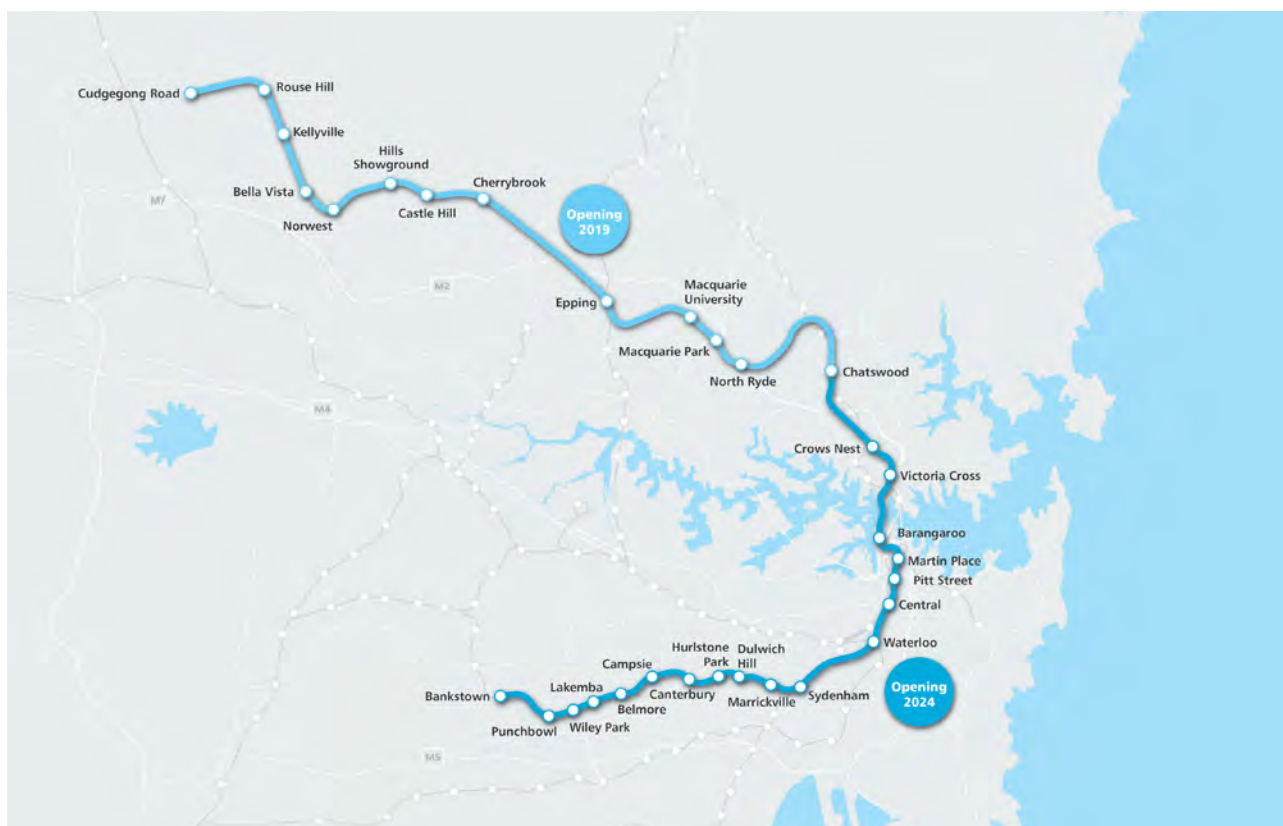 Cudgegong Road
Rouse Hill
Kellyville
Hills
Showground
Bella Vista
Cherrybrook
M7
Castle Hill
Norwest
Opening
2019
Macquarie
University
M2
Epping
Macquarie Park
North Ryde
Chatswood
M4
Crows Nest
Victoria Cross
Barangaroo
Martin Place
Pitt Street
Central
Waterloo
Hurlstone
Park
Dulwich
Hill
Campsie
Lakemba
Bankstown
Canterbury
Sydenham
Opening
2024
Marrickville
Belmore
Wiley Park
Punchbowl
M5